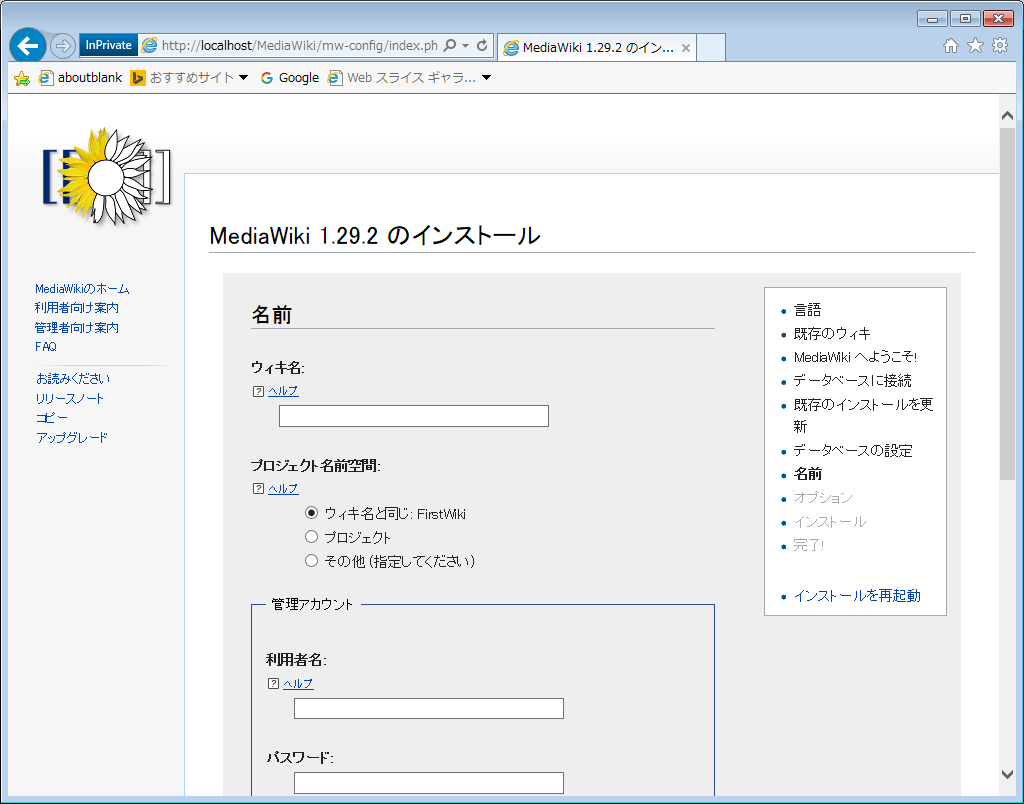 InPrivate
http://localhost/MediaWiki/mw-config/index.ph
MediaWiki 1.29.2 のイン...
aboutblank
おすすめサイト
Google
Web スライス ギャラ...
MediaWiki 1.29.2 のインストール
MediaWikiのホーム
利用者向け案内
管理者向け案内
FAQ
お読みください
リリースノート
コピー
アップグレード
名前
ウィキ名:
ヘルプ
プロジェクト名前空間:
ヘルプ
ウィキ名と同じ: FirstWiki
プロジェクト
その他 (指定してください)
管理アカウント
利用者名:
ヘルプ
パスワード:
言語
既存のウィキ
MediaWiki へようこそ!
データベースに接続
既存のインストールを更
新
データベースの設定
名前
オプション
インストール
完了!
インストールを再起動